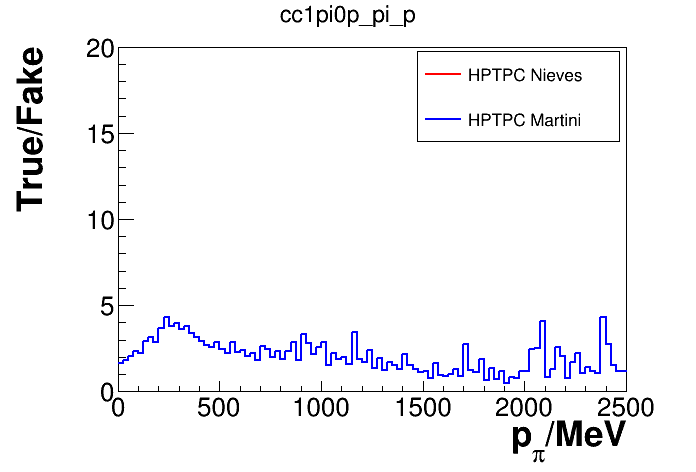 cc1pi0p_pi_p
True/Fake
20
15
10
5
0
HPTPC Nieves
HPTPC Martini
0 500 1000 1500 2000 2500
p_π/MeV